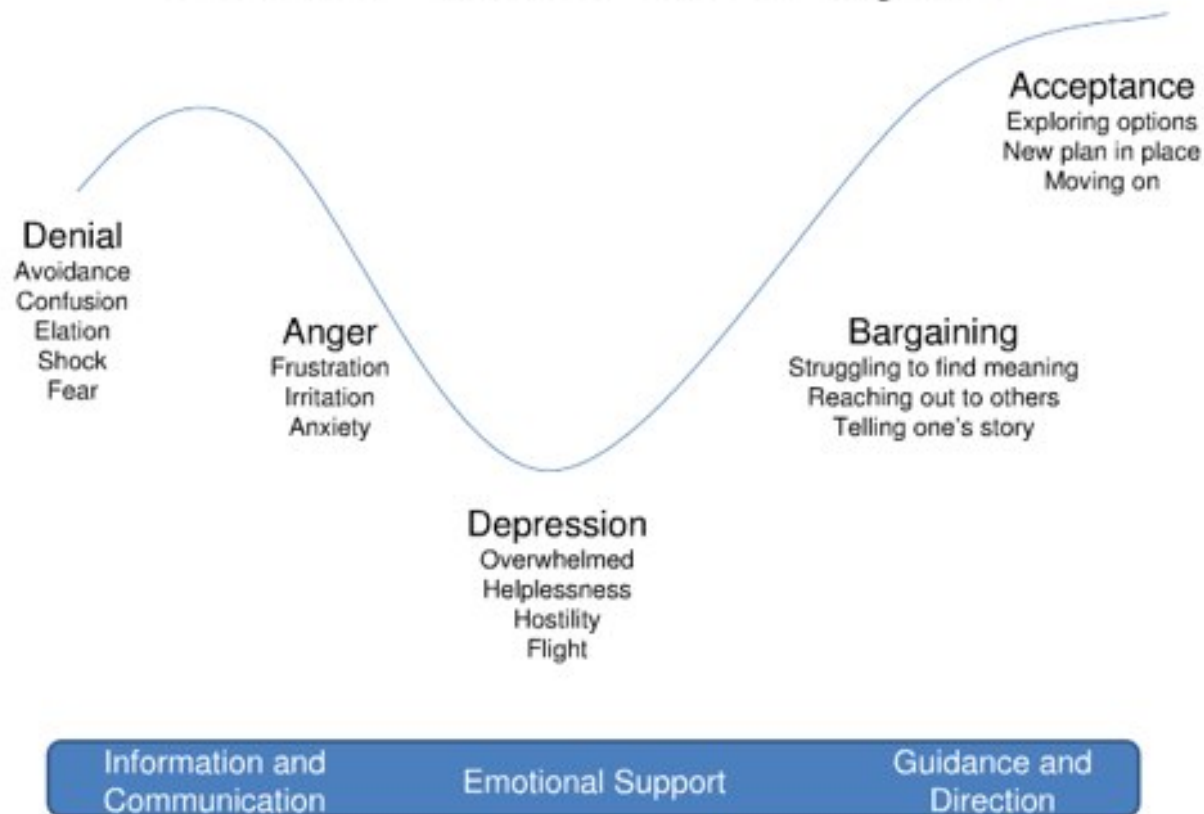 Acceptance
Exploring options
New plan in place
Moving on
Denial
Avoidance
Confusion
Elation
Shock
Fear
Anger
Frustration
Irritation
Anxiety
Bargaining
Struggling to find meaning
Reaching out to others
Telling one's story
Depression
Overwhelmed
Helplessness
Hostility
Flight
Information and
Communication
Emotional Support
Guidance and
Direction